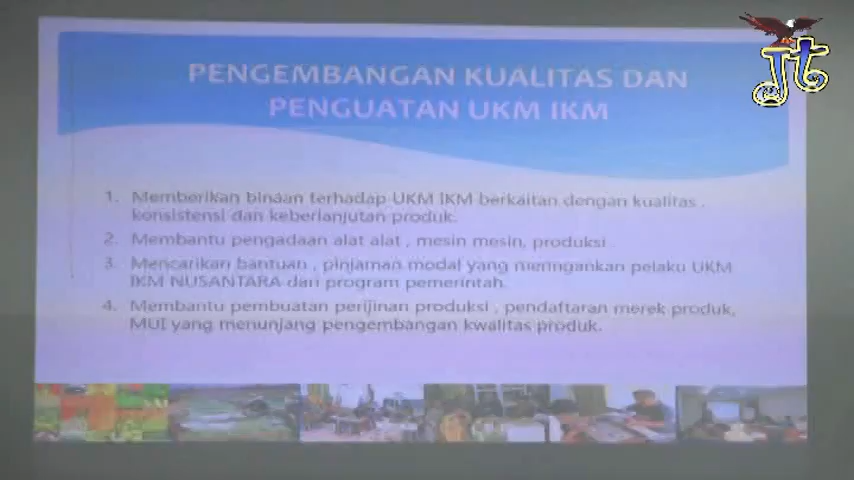 Jt
PENGEMBANGAN KUALITAS DAN
PENGUATAN UKM IKM
1. Memberikan binaan terhadap UKM IKM berkaitan dengan kualitas ,
konsistensi dan keberlanjutan produk.
2. Membantu pengadaan alat alat , mesin mesin, produksi
3. Mencarikan bantuan , pinjaman modal yang meringankan pelaku UKM
IKM NUSANTARA dari program pemerintah.
4. Membantu pembuatan perijinan produksi , pendaftaran merek produk,
MUI yang menunjang pengembangan kwalitas produk.